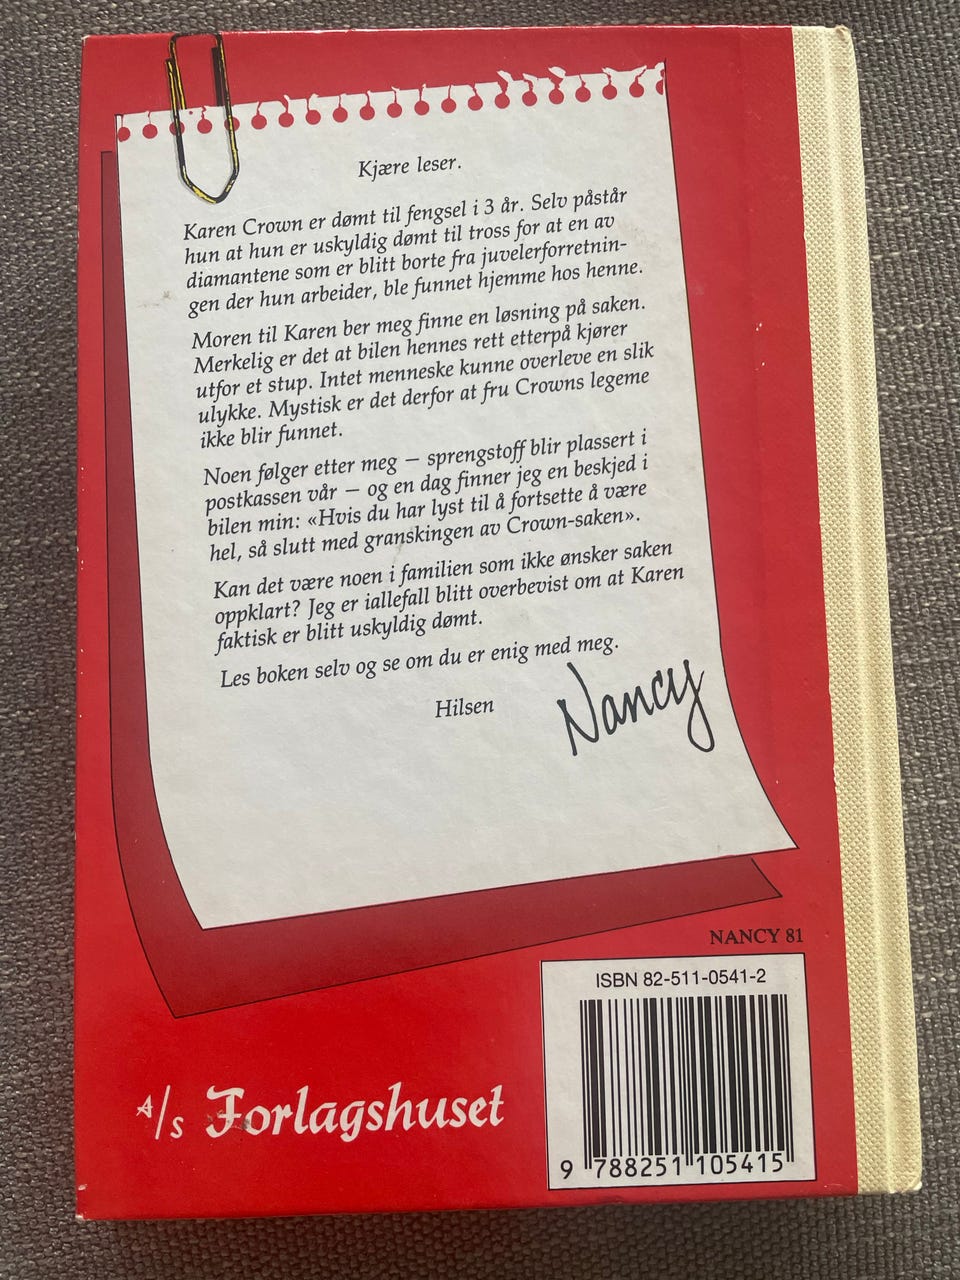 Kjære leser.
Karen Crown er dømt til fengsel i 3 år. Selv påstår
hun at hun er uskyldig dømt til tross for at en av
diamantene som er blitt borte fra juvelerforretnin-
gen der hun arbeider, ble funnet hjemme hos henne.
Moren til Karen ber meg finne en løsning på saken.
Merkelig er det at bilen hennes rett etterpå kjører
utfor et stup. Intet menneske kunne overleve en slik
ulykke. Mystisk er det derfor at fru Crowns legeme
ikke blir funnet.
Noen følger etter meg — sprengstoff blir plassert i
postkassen vår — og en dag finner jeg en beskjed i
bilen min: «Hvis du har lyst til å fortsette å være
hel, så slutt med granskingen av Crown-saken».
Kan det være noen i familien som ikke ønsker saken
oppklart? Jeg er iallefall blitt overbevist om at Karen
faktisk er blitt uskyldig dømt.
Les boken selv og se om du er enig med meg.
Hilsen
Nancy
NANCY 81
ISBN 82-511-0541-2
9 788251 105415
A/s Forlagshuset